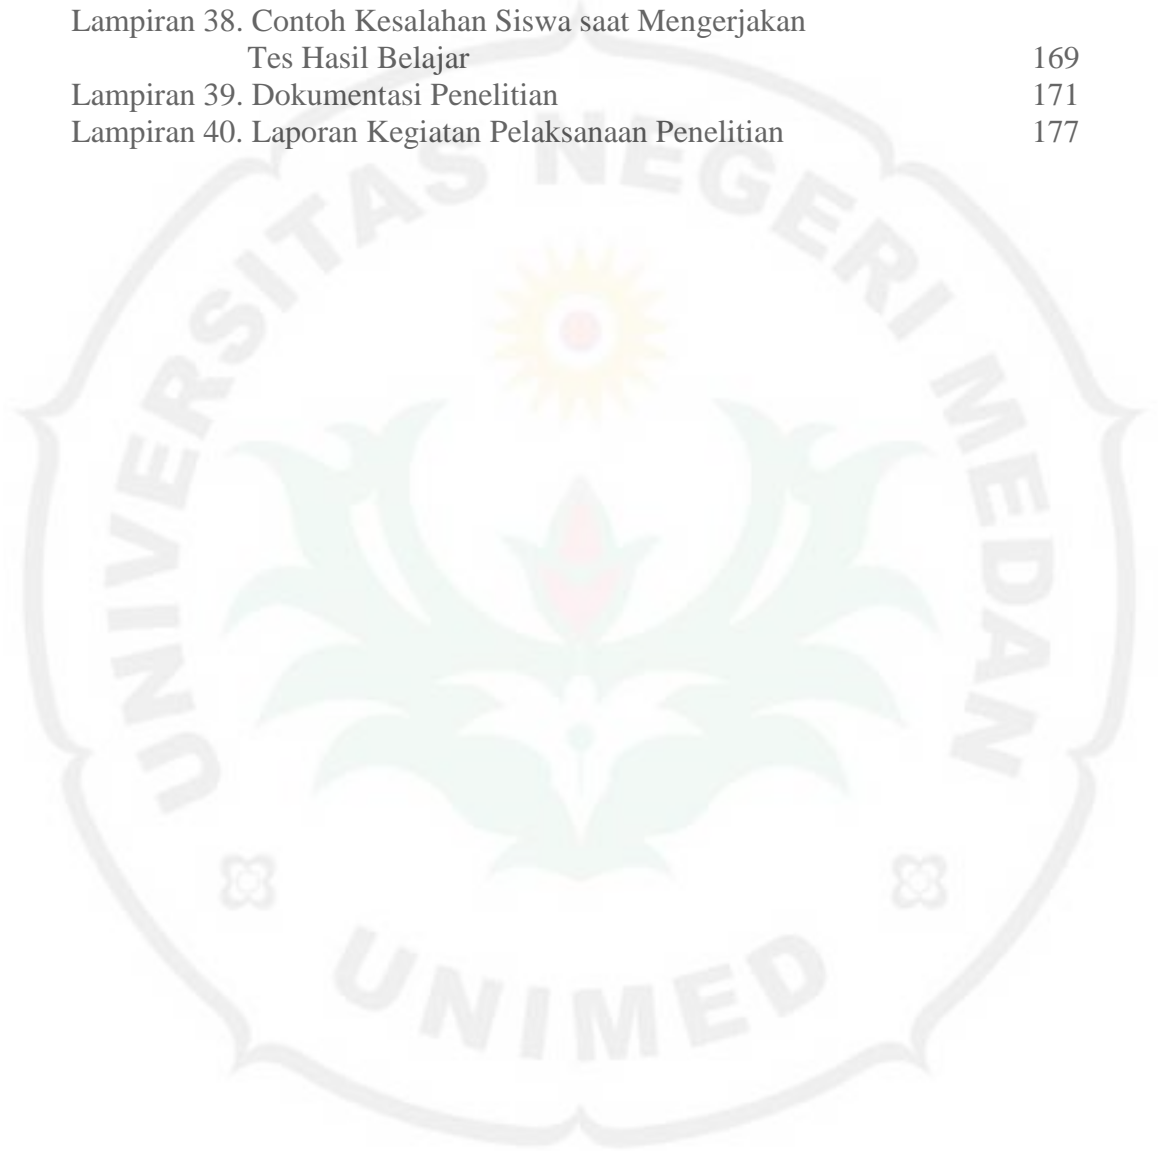 Lampiran 38. Contoh Kesalahan Siswa saat Mengerjakan
Tes Hasil Belajar 169
Lampiran 39. Dokumentasi Penelitian 171
Lampiran 40. Laporan Kegiatan Pelaksanaan Penelitian 177
UNIVERSITAS NEGERI MEDAN
UNIMED